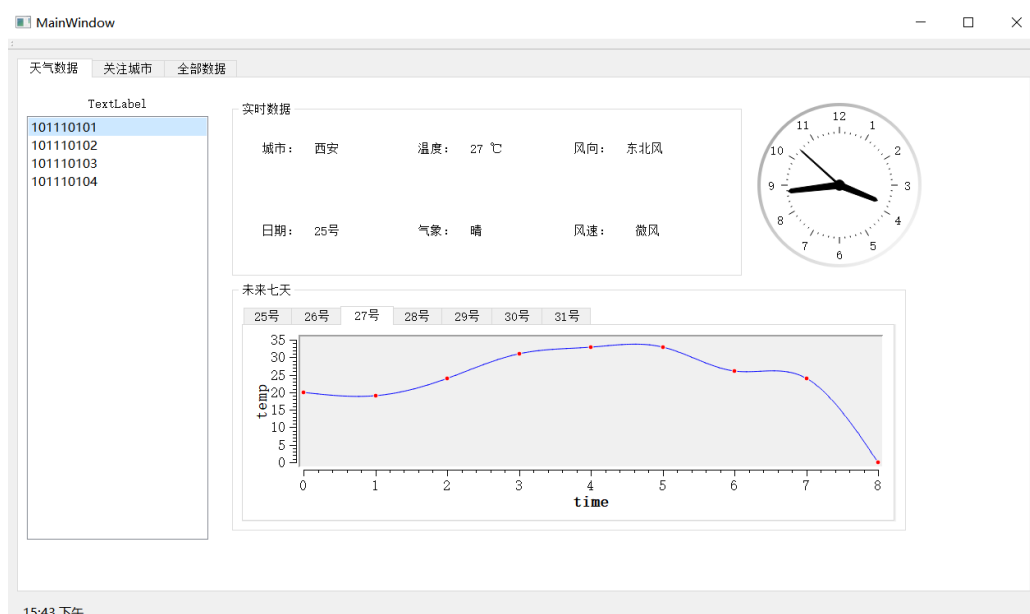 MainWindow
天气数据 关注城市 全部数据
TextLabel
101110101
101110102
101110103
101110104
实时数据
城市： 西安 温度： 27 ℃ 风向： 东北风
日期： 25号 气象： 晴 风速： 微风
12
1
2
3
4
5
6
7
8
9
10
11
未来七天
25号 26号 27号 28号 29号 30号 31号
temp
35
30
25
20
15
10
5
0
0 1 2 3 4 5 6 7 8
time
15:43 下午